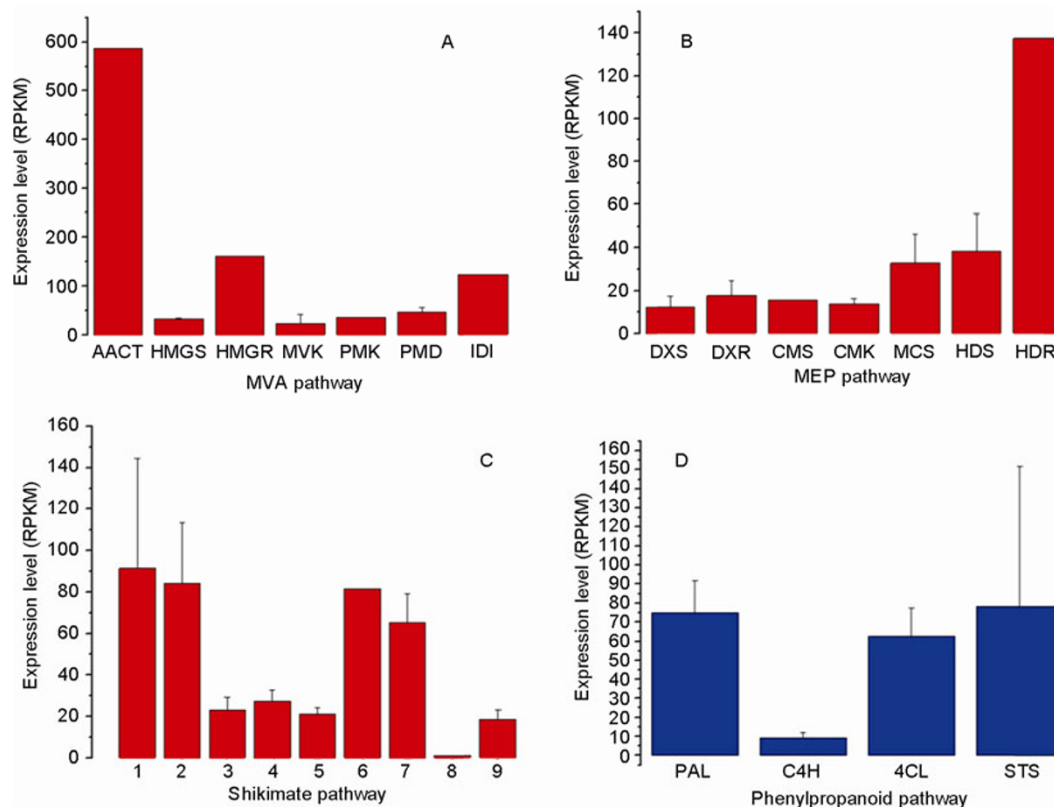 A
Expression level (RPKM)
600
500
400
300
200
100
0
AACT HMGS HMGR MVK PMK PMD IDI
MVA pathway
B
Expression level (RPKM)
140
120
100
80
60
40
20
0
DXS DXR CMS CMK MCS HDS HDR
MEP pathway
C
Expression level (RPKM)
160
140
120
100
80
60
40
20
0
1 2 3 4 5 6 7 8 9
Shikimate pathway
D
Expression level (RPKM)
160
150
140
130
120
110
100
90
80
70
60
50
40
30
20
10
0
PAL C4H 4CL STS
Phenylpropanoid pathway